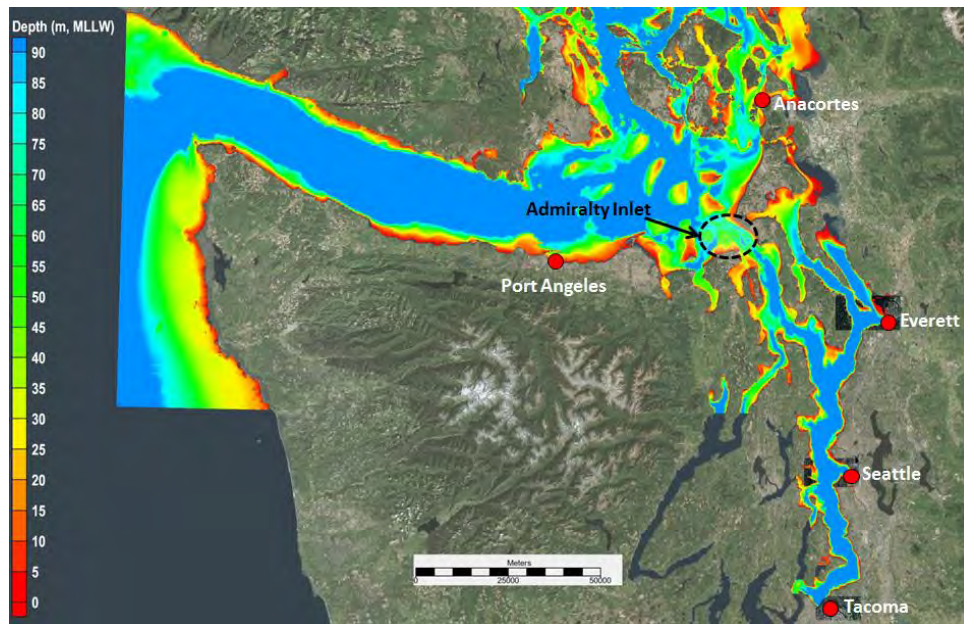 Depth (m, MLLW)
90
85
80
75
70
65
60
55
50
45
40
35
30
25
20
15
10
5
0
Anacortes
Admiralty Inlet
Port Angeles
Everett
Seattle
Meters
0 25000 50000
Tacoma